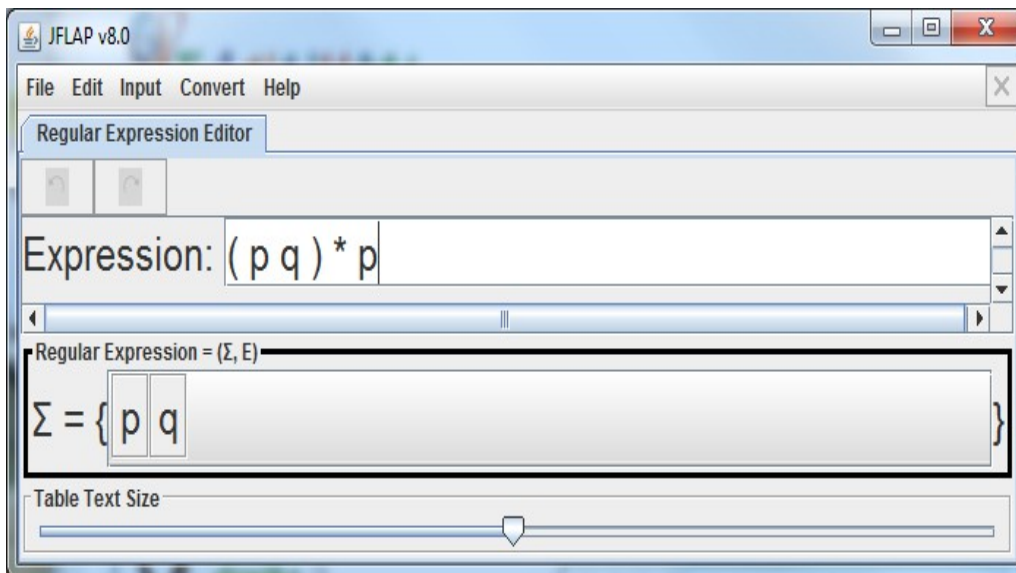 JFLAP v8.0
File Edit Input Convert Help
Regular Expression Editor
Expression: ( p q ) * p
Regular Expression = (Σ, E)
Σ = { p q }
Table Text Size